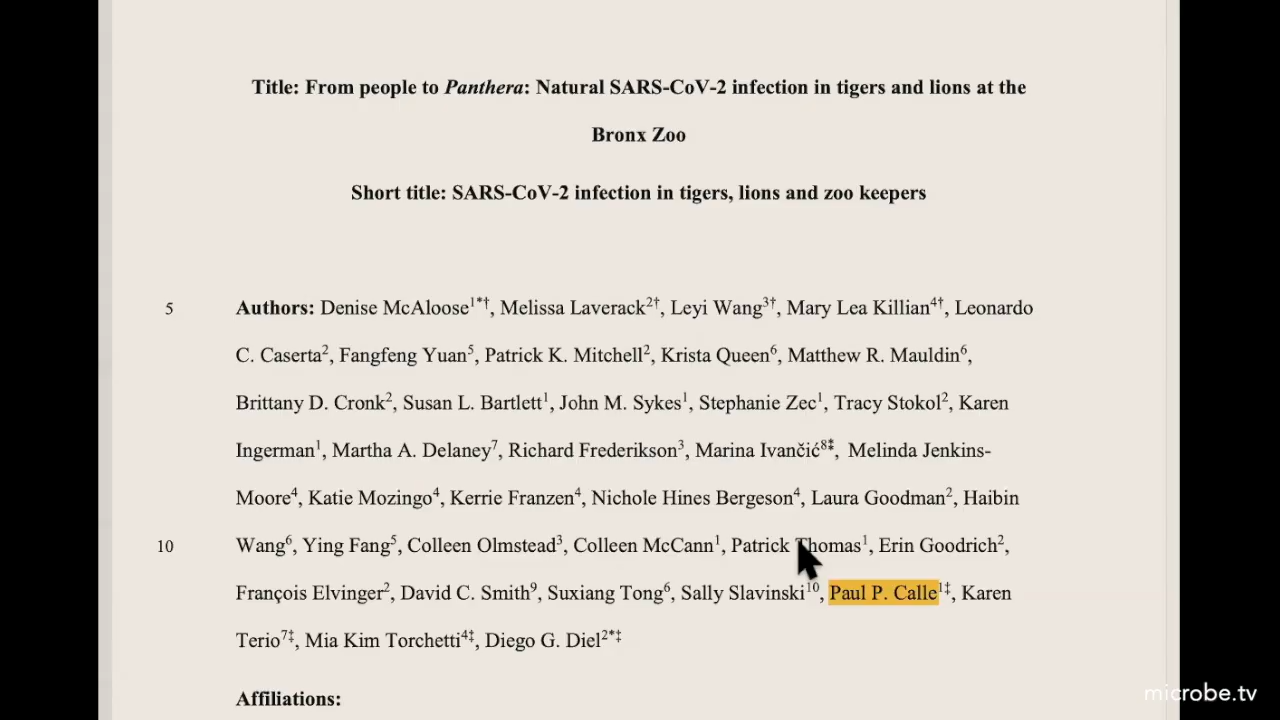 Title: From people to Panthera: Natural SARS-CoV-2 infection in tigers and lions at the
Bronx Zoo
Short title: SARS-CoV-2 infection in tigers, lions and zoo keepers
5 Authors: Denise McAloose1*†, Melissa Laverack2†, Leyi Wang3†, Mary Lea Killian4†, Leonardo
C. Caserta2, Fangfeng Yuan5, Patrick K. Mitchell2, Krista Queen6, Matthew R. Mauldin6,
Brittany D. Cronk2, Susan L. Bartlett1, John M. Sykes1, Stephanie Zec1, Tracy Stokol2, Karen
Ingerman1, Martha A. Delaney7, Richard Frederikson3, Marina Ivančić8‡, Melinda Jenkins-
Moore4, Katie Mozingo4, Kerrie Franzen4, Nichole Hines Bergeson4, Laura Goodman2, Haibin
10 Wang6, Ying Fang5, Colleen Olmstead3, Colleen McCann1, Patrick Thomas1, Erin Goodrich2,
François Elvinger2, David C. Smith9, Suxiang Tong6, Sally Slavinski10, Paul P. Calle1‡, Karen
Terio7‡, Mia Kim Torchetti4‡, Diego G. Diel2*‡
Affiliations:
microbe.tv